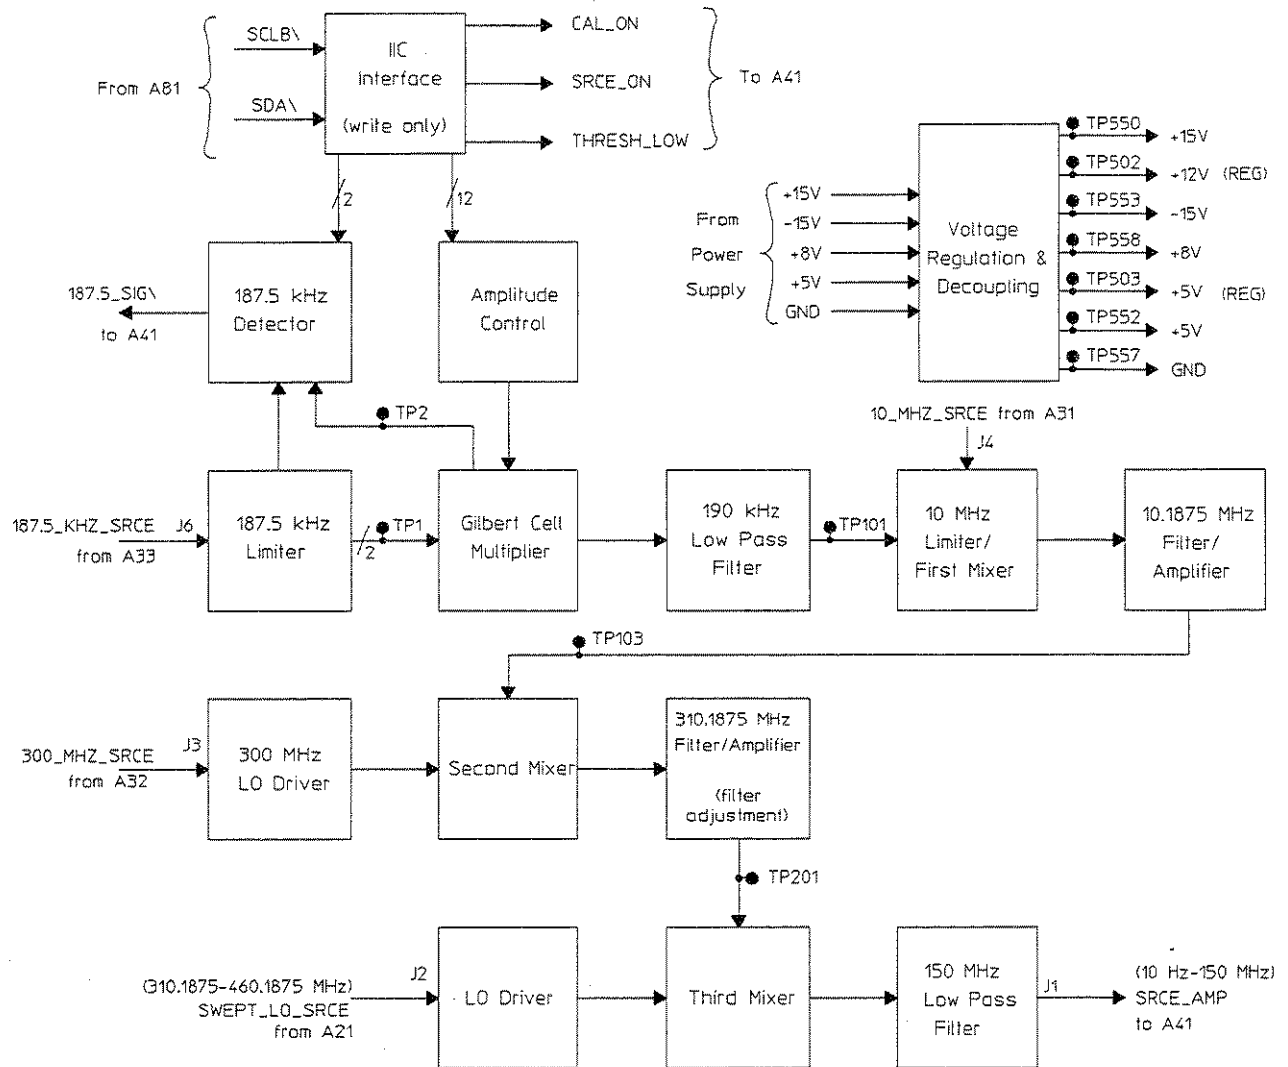 SCLB\
From A81
SDA\
IIC
Interface
(write only)
CAL_ON
SRCE_ON
THRESH_LOW
To A41
2
12
From
Power
Supply
+15V
-15V
+8V
+5V
GND
Voltage
Regulation &
Decoupling
TP550
+15V
TP502
+12V (REG)
TP553
-15V
TP558
+8V
TP503
+5V (REG)
TP552
+5V
TP557
GND
187.5_SIG\
to A41
187.5 kHz
Detector
Amplitude
Control
TP2
10_MHZ_SRCE from A31
J4
187.5_KHZ_SRCE
from A33
J6
187.5 kHz
Limiter
2
TP1
Gilbert Cell
Multiplier
190 kHz
Low Pass
Filter
TP101
10 MHz
Limiter/
First Mixer
10.1875 MHz
Filter/
Amplifier
TP103
300_MHZ_SRCE
from A32
J3
300 MHz
LO Driver
Second Mixer
310.1875 MHz
Filter/Amplifier
(filter
adjustment)
TP201
(310.1875-460.1875 MHz)
SWEPT_LO_SRCE
from A21
J2
LO Driver
Third Mixer
150 MHz
Low Pass
Filter
J1
(10 Hz-150 MHz)
SRCE_AMP
to A41